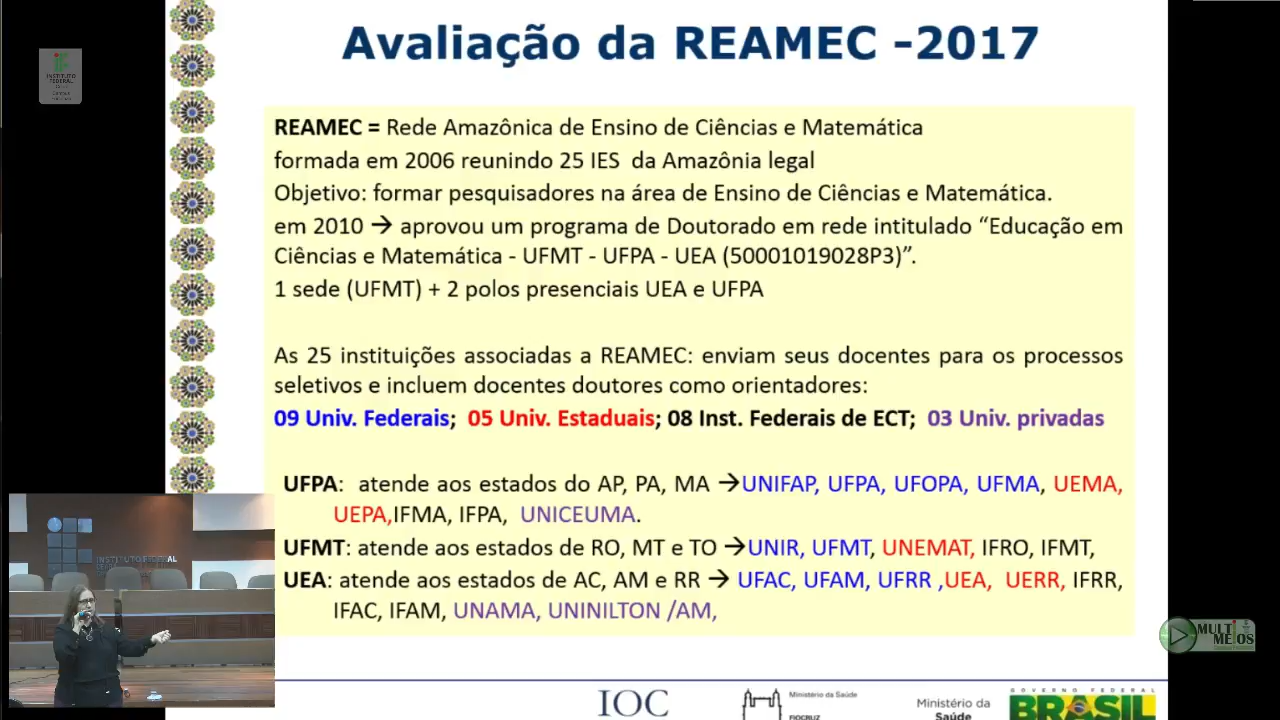 Avaliação da REAMEC -2017
INSTITUTO
FEDERAL
REAMEC = Rede Amazônica de Ensino de Ciências e Matemática
formada em 2006 reunindo 25 IES da Amazônia legal
Objetivo: formar pesquisadores na área de Ensino de Ciências e Matemática.
em 2010 → aprovou um programa de Doutorado em rede intitulado “Educação em
Ciências e Matemática - UFMT - UFPA - UEA (50001019028P3)”.
1 sede (UFMT) + 2 polos presenciais UEA e UFPA
As 25 instituições associadas a REAMEC: enviam seus docentes para os processos
seletivos e incluem docentes doutores como orientadores:
09 Univ. Federais; 05 Univ. Estaduais; 08 Inst. Federais de ECT; 03 Univ. privadas
UFPA: atende aos estados do AP, PA, MA →UNIFAP, UFPA, UFOPA, UFMA, UEMA,
UEPA,IFMA, IFPA, UNICEUMA.
UFMT: atende aos estados de RO, MT e TO →UNIR, UFMT, UNEMAT, IFRO, IFMT,
UEA: atende aos estados de AC, AM e RR → UFAC, UFAM, UFRR ,UEA, UERR, IFRR,
IFAC, IFAM, UNAMA, UNINILTON /AM,
INSTITUTO FEDERAL
MULTIMEIOS
IOC
Ministério da Saúde
FIOCRUZ
Ministério da
Saúde
GOVERNO FEDERAL
BRASIL